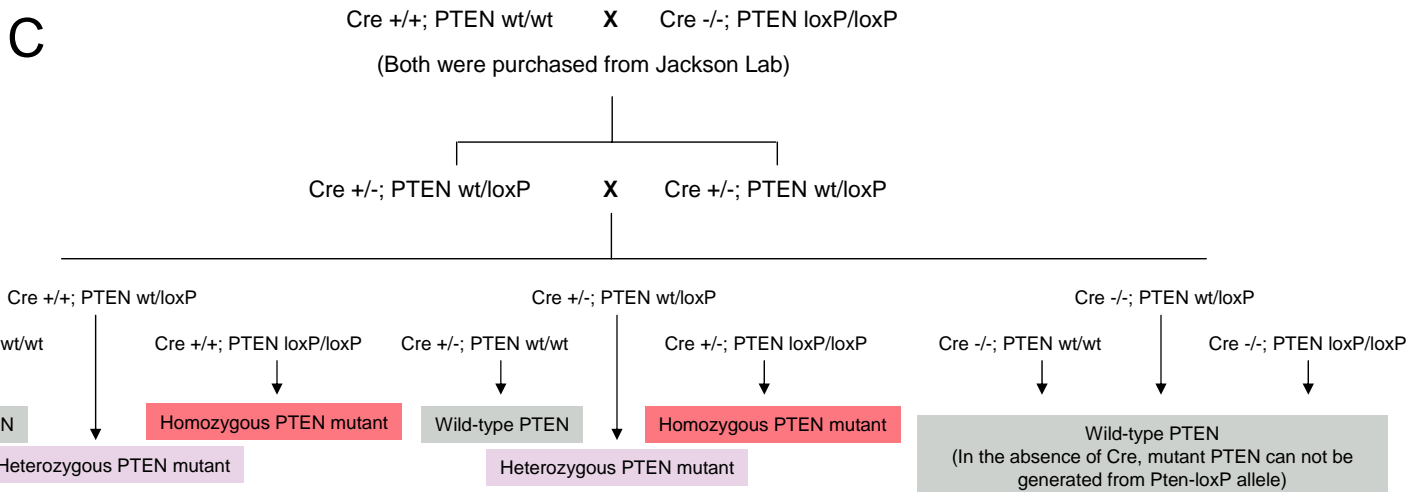 C
Cre +/+; PTEN wt/wt X Cre -/-; PTEN loxP/loxP
(Both were purchased from Jackson Lab)
Cre +/-; PTEN wt/loxP X Cre +/-; PTEN wt/loxP
Cre +/+; PTEN wt/loxP Cre +/-; PTEN wt/loxP Cre -/-; PTEN wt/loxP
wt/wt Cre +/+; PTEN loxP/loxP Cre +/-; PTEN wt/wt Cre +/-; PTEN loxP/loxP Cre -/-; PTEN wt/wt Cre -/-; PTEN loxP/loxP
N Homozygous PTEN mutant Wild-type PTEN Homozygous PTEN mutant
Heterozygous PTEN mutant Heterozygous PTEN mutant
Wild-type PTEN
(In the absence of Cre, mutant PTEN can not be
generated from Pten-loxP allele)